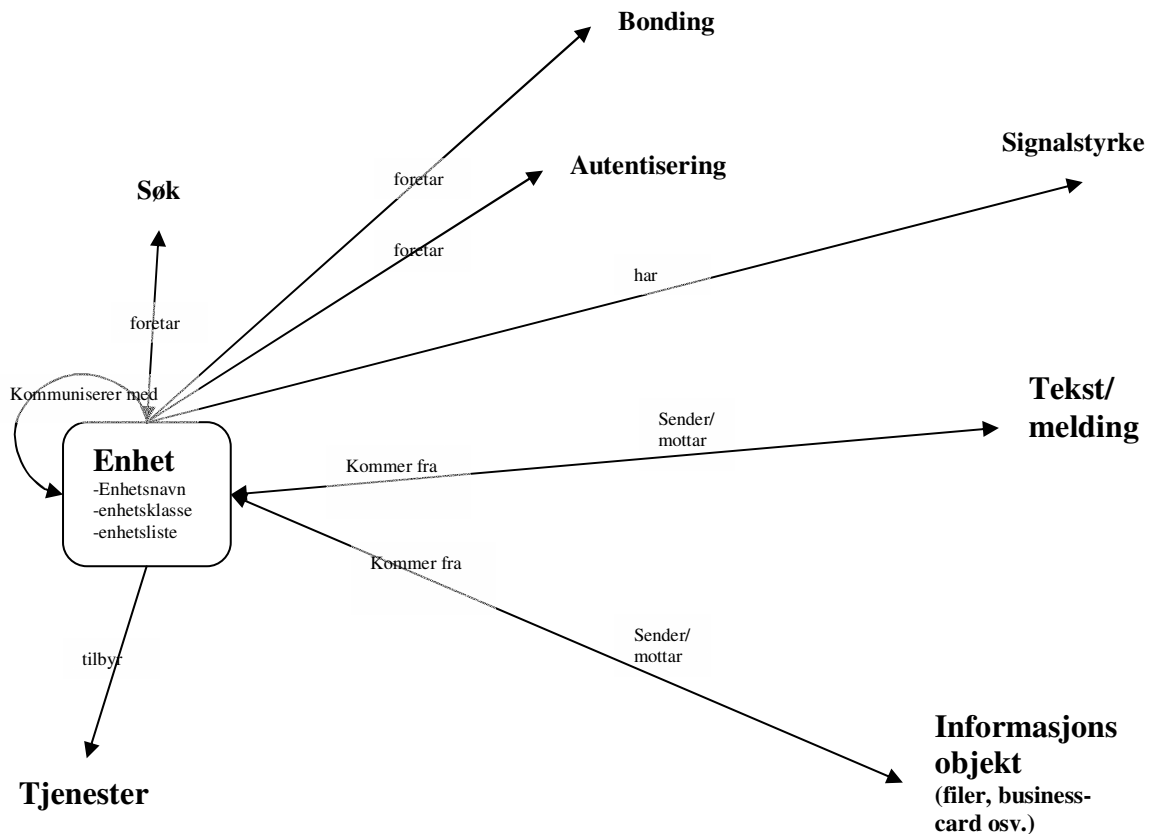 Bonding
Signalstyrke
Autentisering
foretar
Søk
foretar
har
foretar
Kommuniserer med
Tekst/
melding
Sender/
mottar
Kommer fra
Enhet
-Enhetsnavn
-enhetsklasse
-enhetsliste
Kommer fra
Sender/
mottar
tilbyr
Informasjons
objekt
(filer, business-
card osv.)
Tjenester